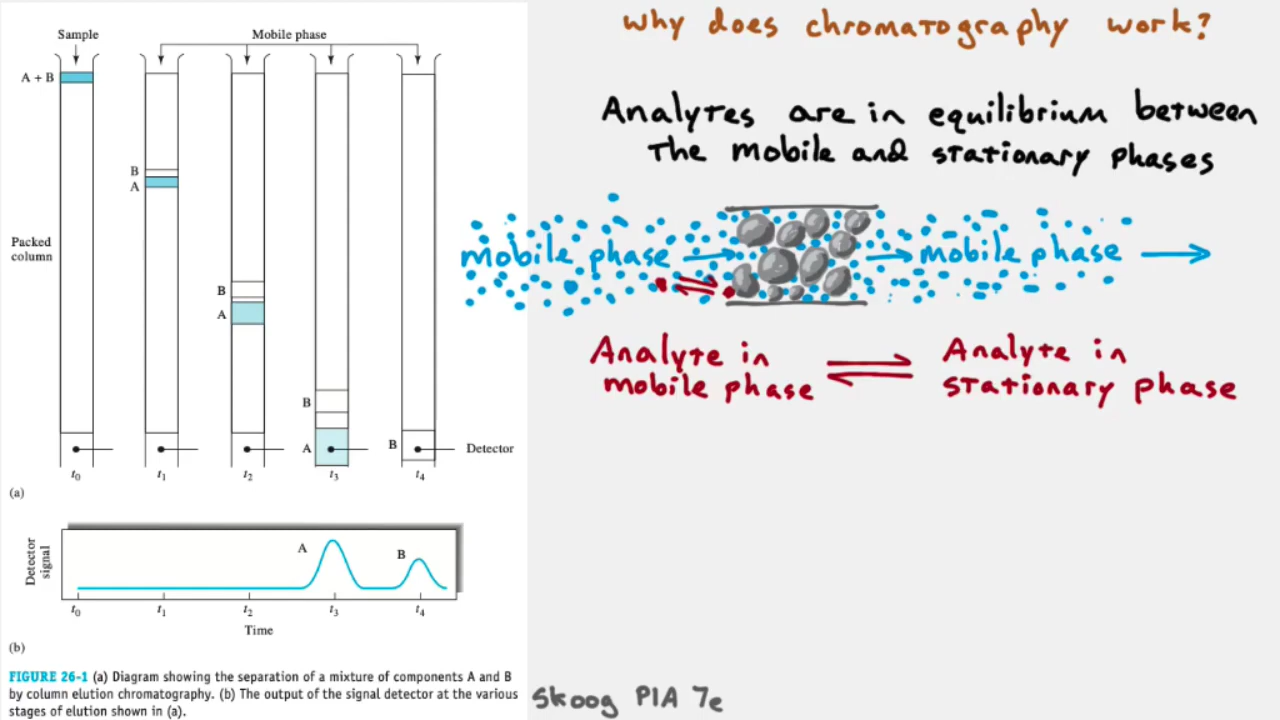 Sample
Mobile phase
A + B
B
A
Packed
column
B
A
B
A
B
Detector
t0
t1
t2
t3
t4
(a)
Detector
signal
A
B
t0
t1
t2
t3
t4
Time
(b)
FIGURE 26-1 (a) Diagram showing the separation of a mixture of components A and B
by column elution chromatography. (b) The output of the signal detector at the various
stages of elution shown in (a).
why does chromatography work?
Analytes are in equilibrium between
The mobile and stationary phases
mobile phase
mobile phase
Analyte in
mobile phase
Analyte in
stationary phase
Skoog PIA 7e